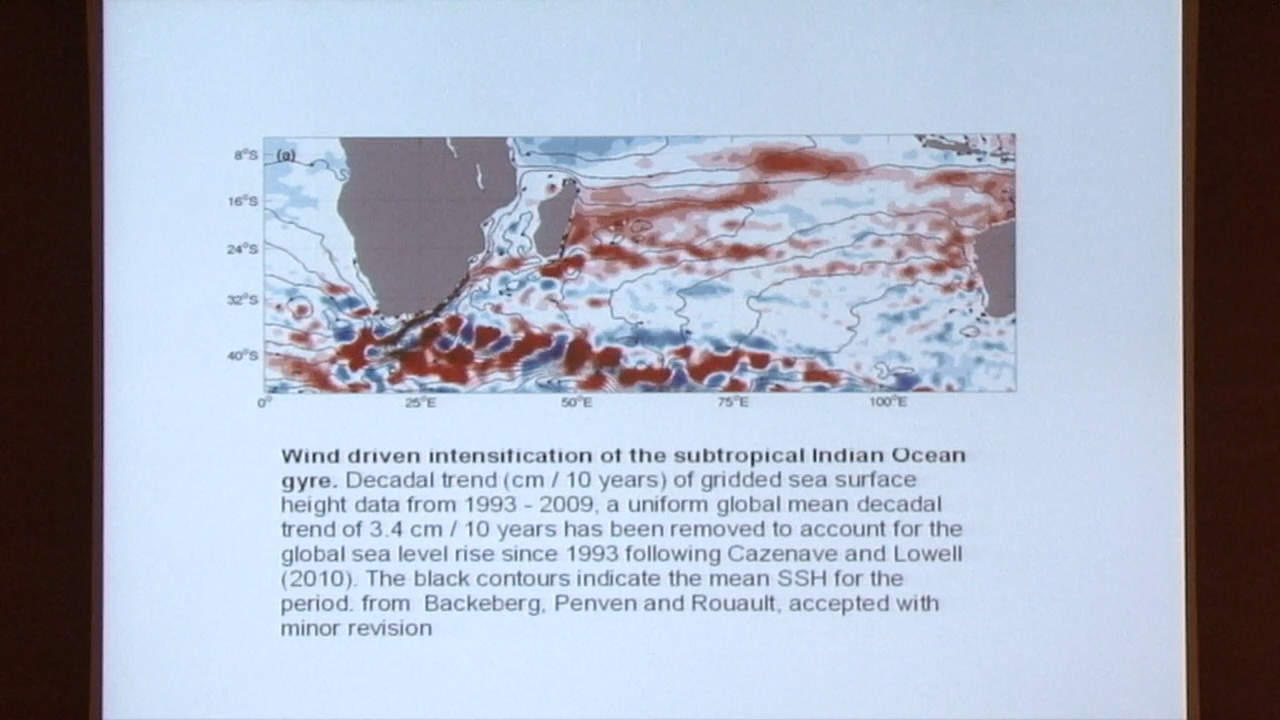 (a)
8°S
16°S
24°S
32°S
40°S
0°
25°E
50°E
75°E
100°E
Wind driven intensification of the subtropical Indian Ocean
gyre. Decadal trend (cm / 10 years) of gridded sea surface
height data from 1993 - 2009, a uniform global mean decadal
trend of 3.4 cm / 10 years has been removed to account for the
global sea level rise since 1993 following Cazenave and Lowell
(2010). The black contours indicate the mean SSH for the
period. from Backeberg, Penven and Rouault, accepted with
minor revision